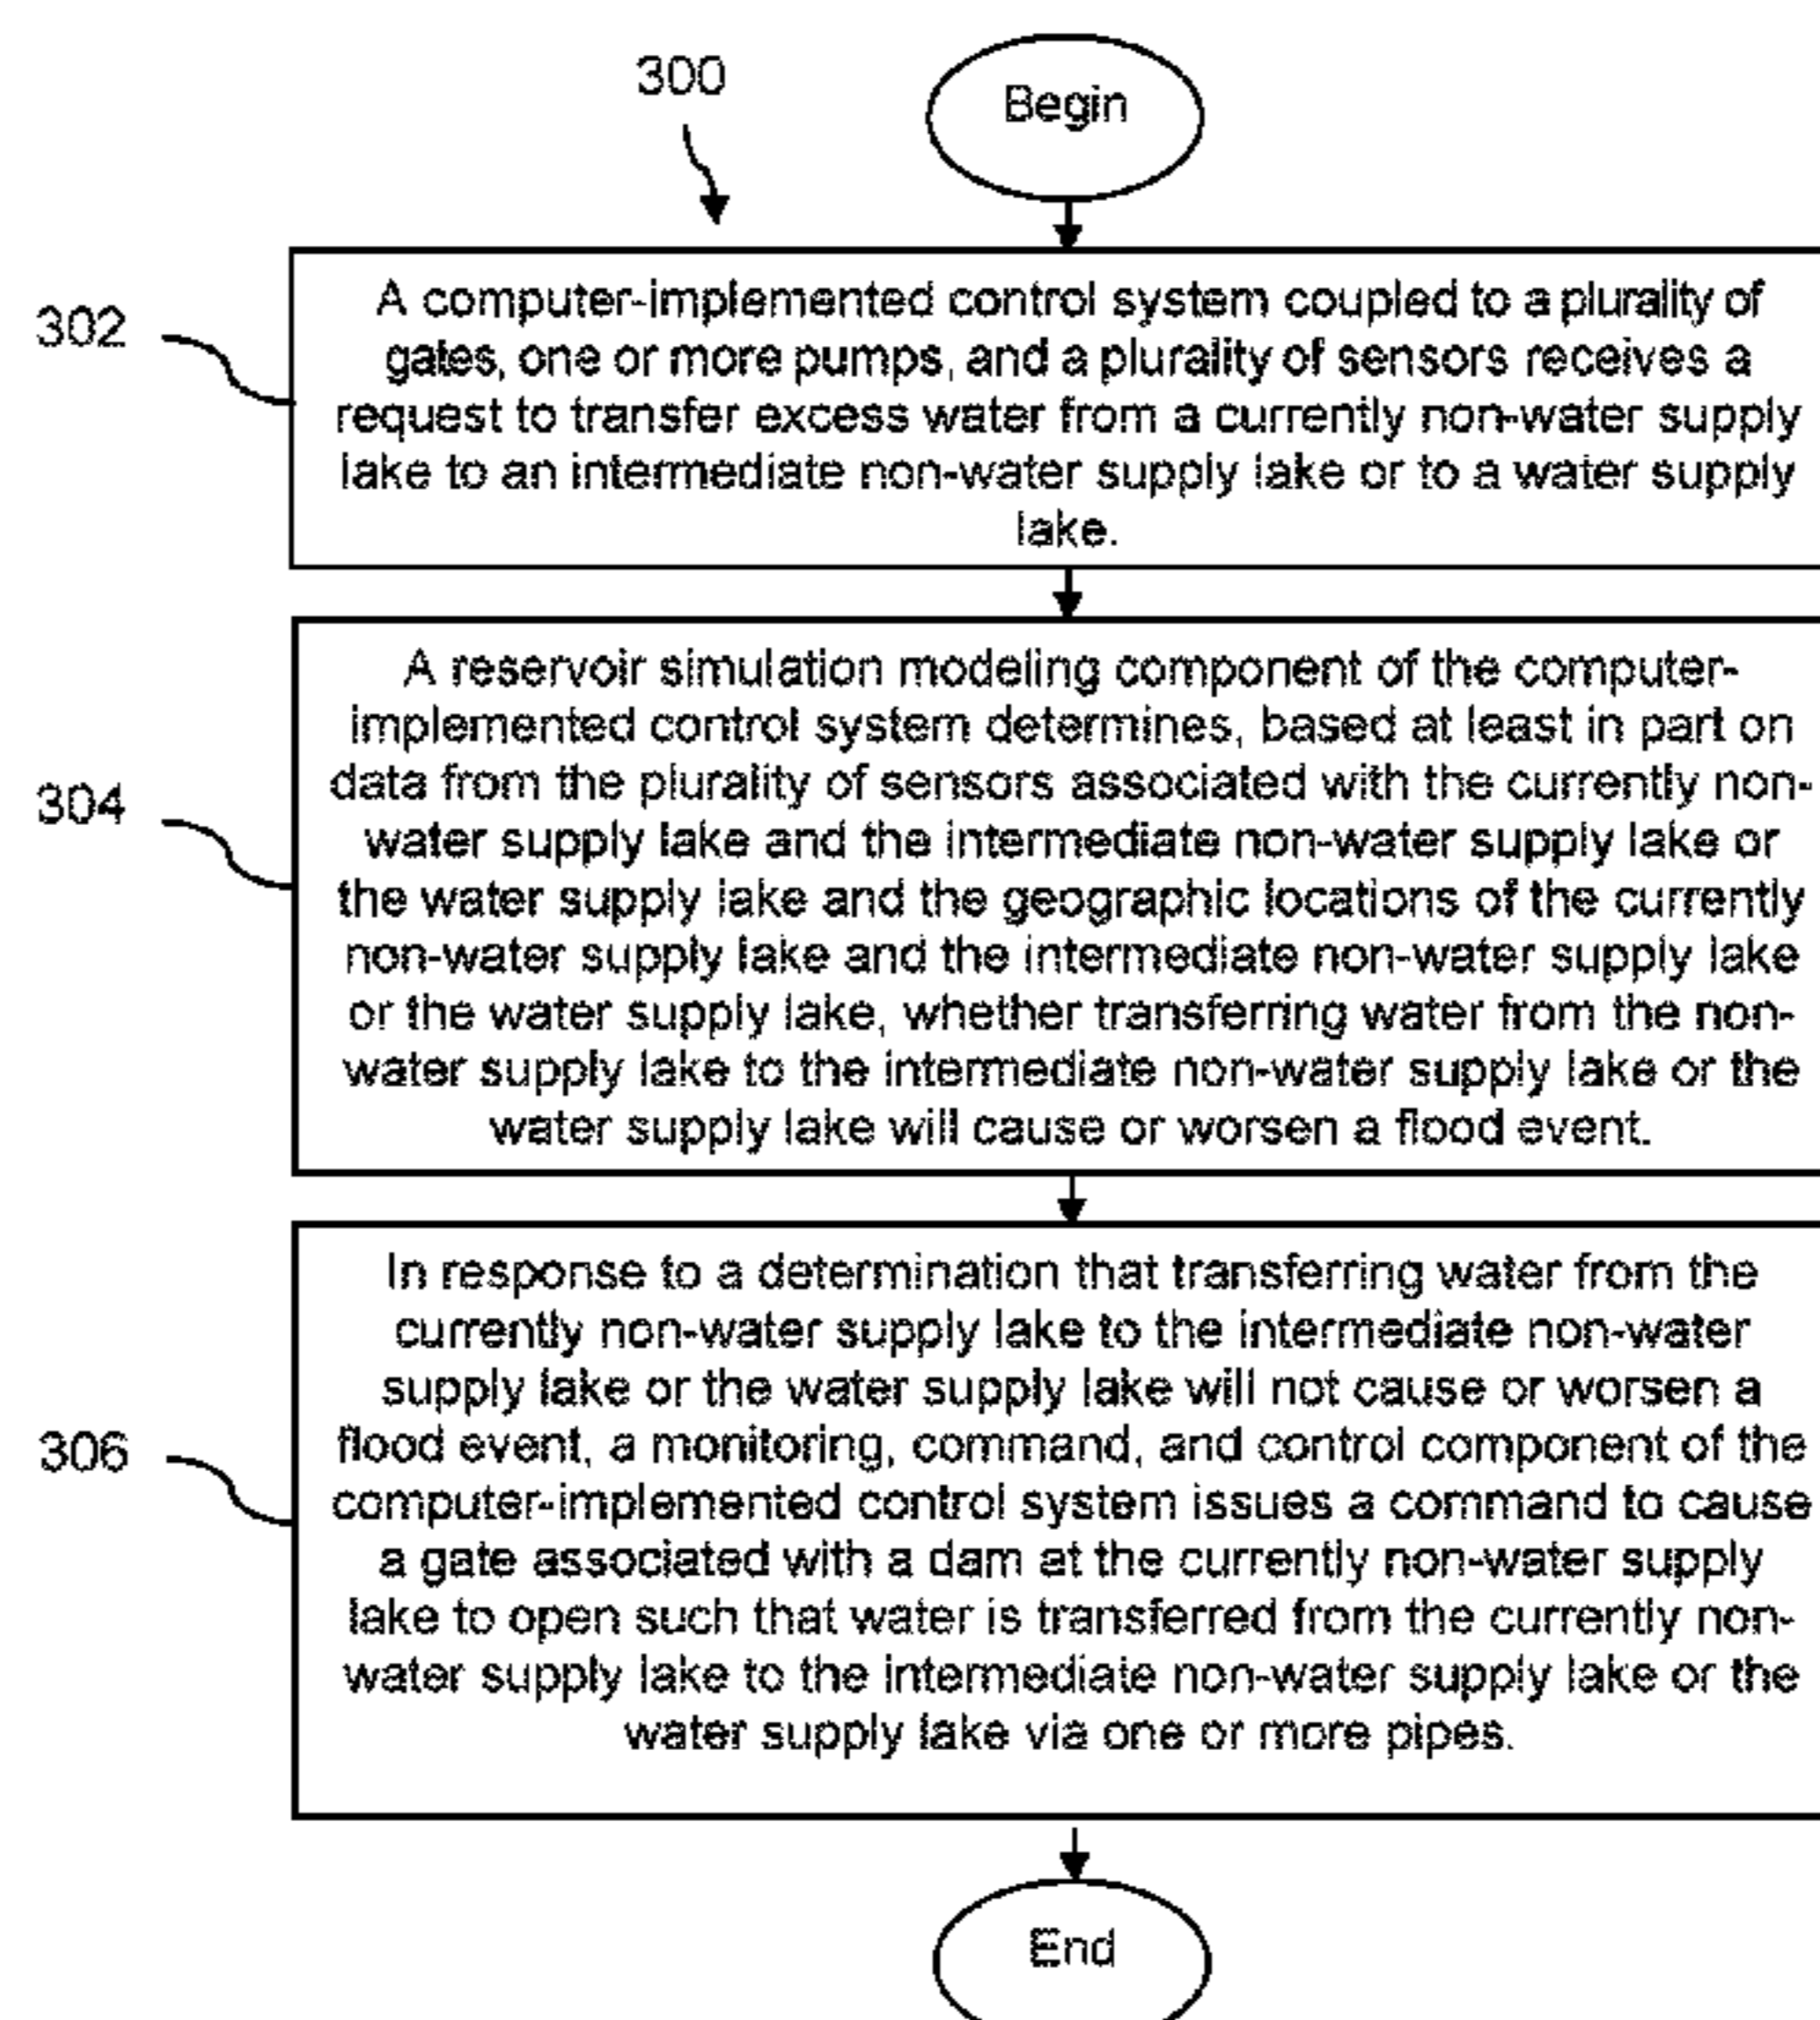 300
Begin
302
A computer-implemented control system coupled to a plurality of
gates, one or more pumps, and a plurality of sensors receives a
request to transfer excess water from a currently non-water supply
lake to an intermediate non-water supply lake or to a water supply
lake.
304
A reservoir simulation modeling component of the computer-
implemented control system determines, based at least in part on
data from the plurality of sensors associated with the currently non-
water supply lake and the intermediate non-water supply lake or
the water supply lake and the geographic locations of the currently
non-water supply lake and the intermediate non-water supply lake
or the water supply lake, whether transferring water from the non-
water supply lake to the intermediate non-water supply lake or the
water supply lake will cause or worsen a flood event.
306
In response to a determination that transferring water from the
currently non-water supply lake to the intermediate non-water
supply lake or the water supply lake will not cause or worsen a
flood event, a monitoring, command, and control component of the
computer-implemented control system issues a command to cause
a gate associated with a dam at the currently non-water supply
lake to open such that water is transferred from the currently non-
water supply lake to the intermediate non-water supply lake or the
water supply lake via one or more pipes.
End